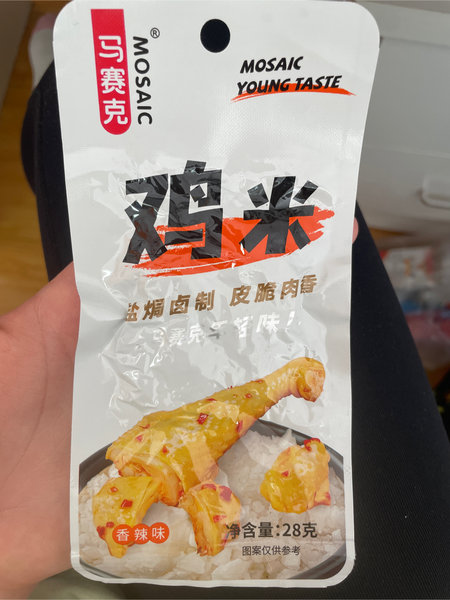 马赛克
MOSAIC®
MOSAIC
YOUNG TASTE
鸡米
盐焗卤制 皮脆肉香
香辣味
净含量:28克
图案仅供参考